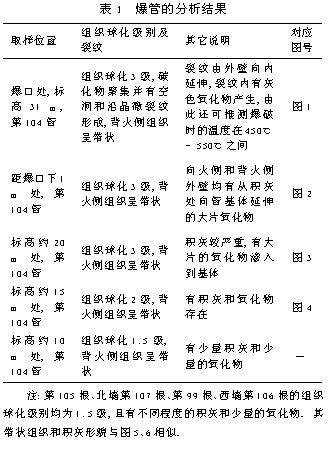 表 1 爆管的分析结果
取样位置
组织球化级别及
裂纹
其它说明
对应
图号
爆口处, 标
高 31 m,
第 104 管
组织球化 3 级, 碳
化物聚集并有空
洞和沿晶微裂纹
形成, 背火侧组织
呈带状
裂纹由外壁向内
延伸, 裂纹内有灰
色氧化物产生, 由
此还可推测爆破
时的温度在 450℃
- 550℃ 之间
图 1
距爆口下 1
m 处, 第
104 管
组织球化 3 级, 背
火侧组织呈带状
向火侧和背火侧
外壁均有从积灰
处向管基体延伸
的大片氧化物
图 2
标高约 20
m 处, 第
104 管
组织球化 3 级, 背
火侧组织呈带状
积灰较严重, 有大
片的氧化物渗入
到基体
图 3
标高约 15
m 处, 第
104 管
组织球化 2 级, 背
火侧组织呈带状
有积灰和氧化物
存在
图 4
标高约 10
m 处, 第
104 管
组织球化 1. 5 级,
背火侧组织呈带
状
有少量积灰和少
量的氧化物
—
注: 第 105 根、北墙第 107 根、第 99 根、西墙第 106 根的组织
球化级别均为 1. 5 级, 且有不同程度的积灰和少量的氧化物. 其
带状组织和积灰形貌与图 5、6 相似.